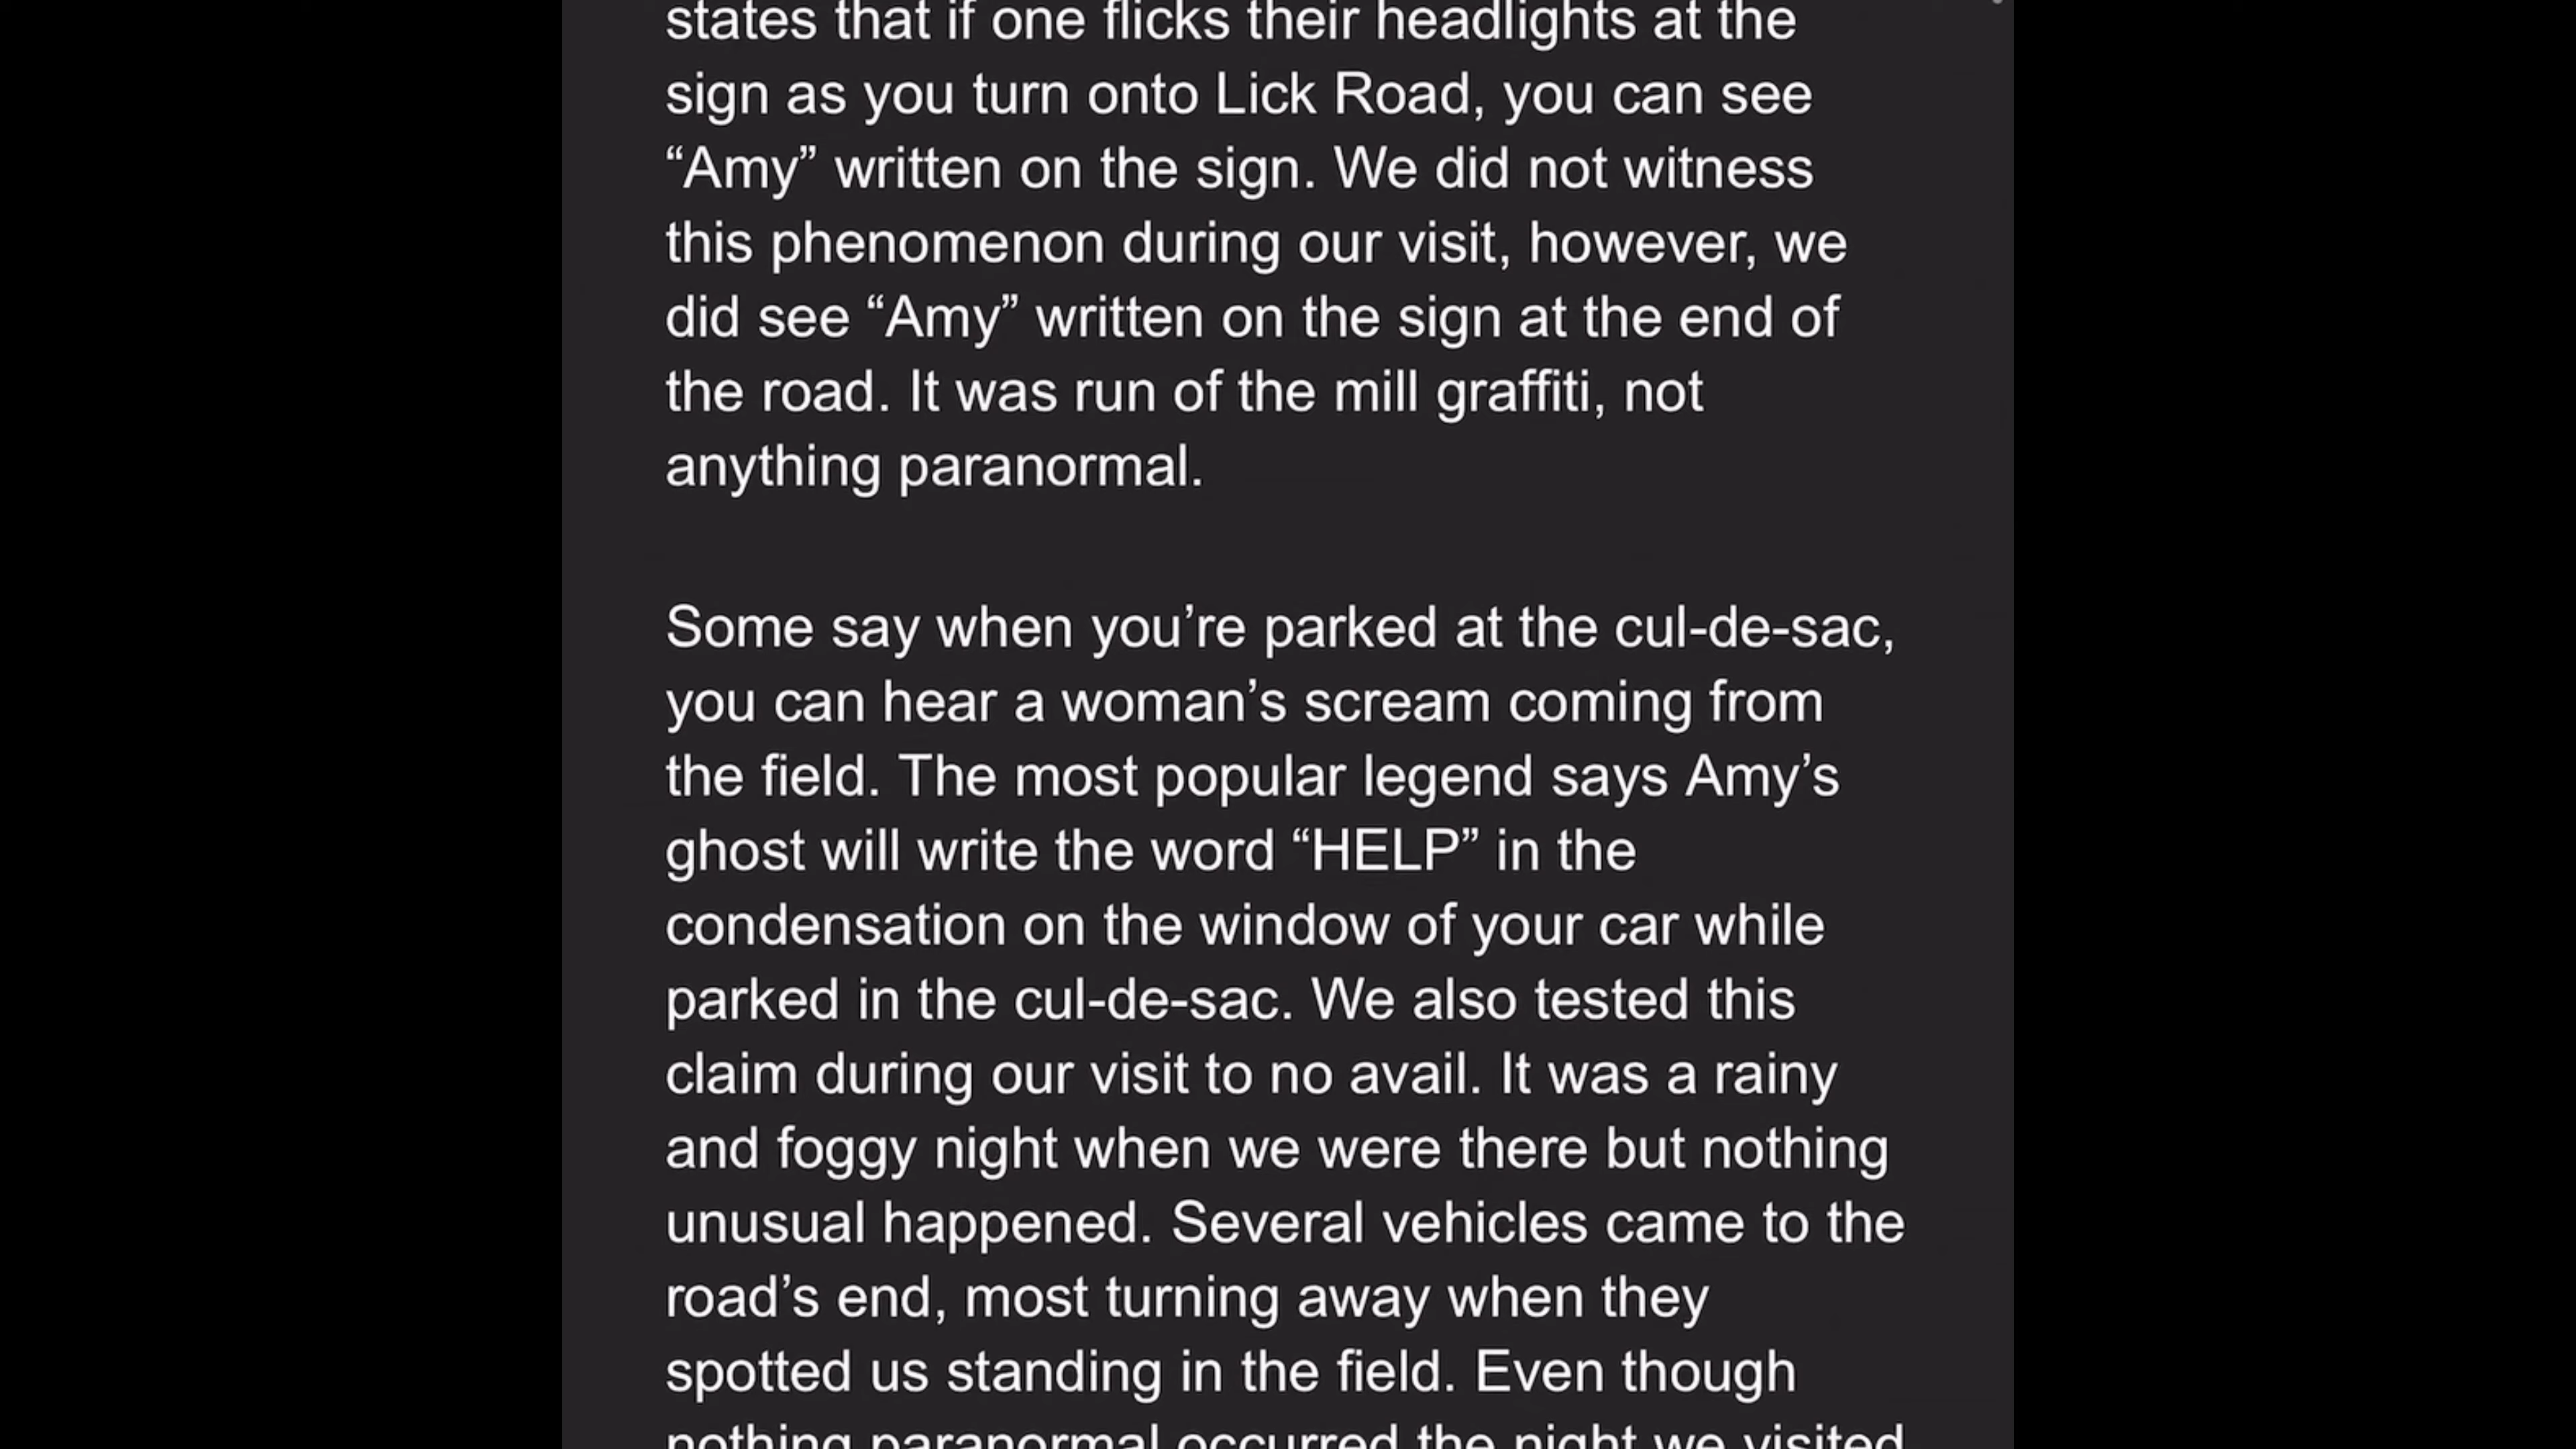 states that if one flicks their headlights at the
sign as you turn onto Lick Road, you can see
“Amy” written on the sign. We did not witness
this phenomenon during our visit, however, we
did see “Amy” written on the sign at the end of
the road. It was run of the mill graffiti, not
anything paranormal.
Some say when you’re parked at the cul-de-sac,
you can hear a woman’s scream coming from
the field. The most popular legend says Amy’s
ghost will write the word “HELP” in the
condensation on the window of your car while
parked in the cul-de-sac. We also tested this
claim during our visit to no avail. It was a rainy
and foggy night when we were there but nothing
unusual happened. Several vehicles came to the
road’s end, most turning away when they
spotted us standing in the field. Even though
nothing paranormal occurred the night we visited